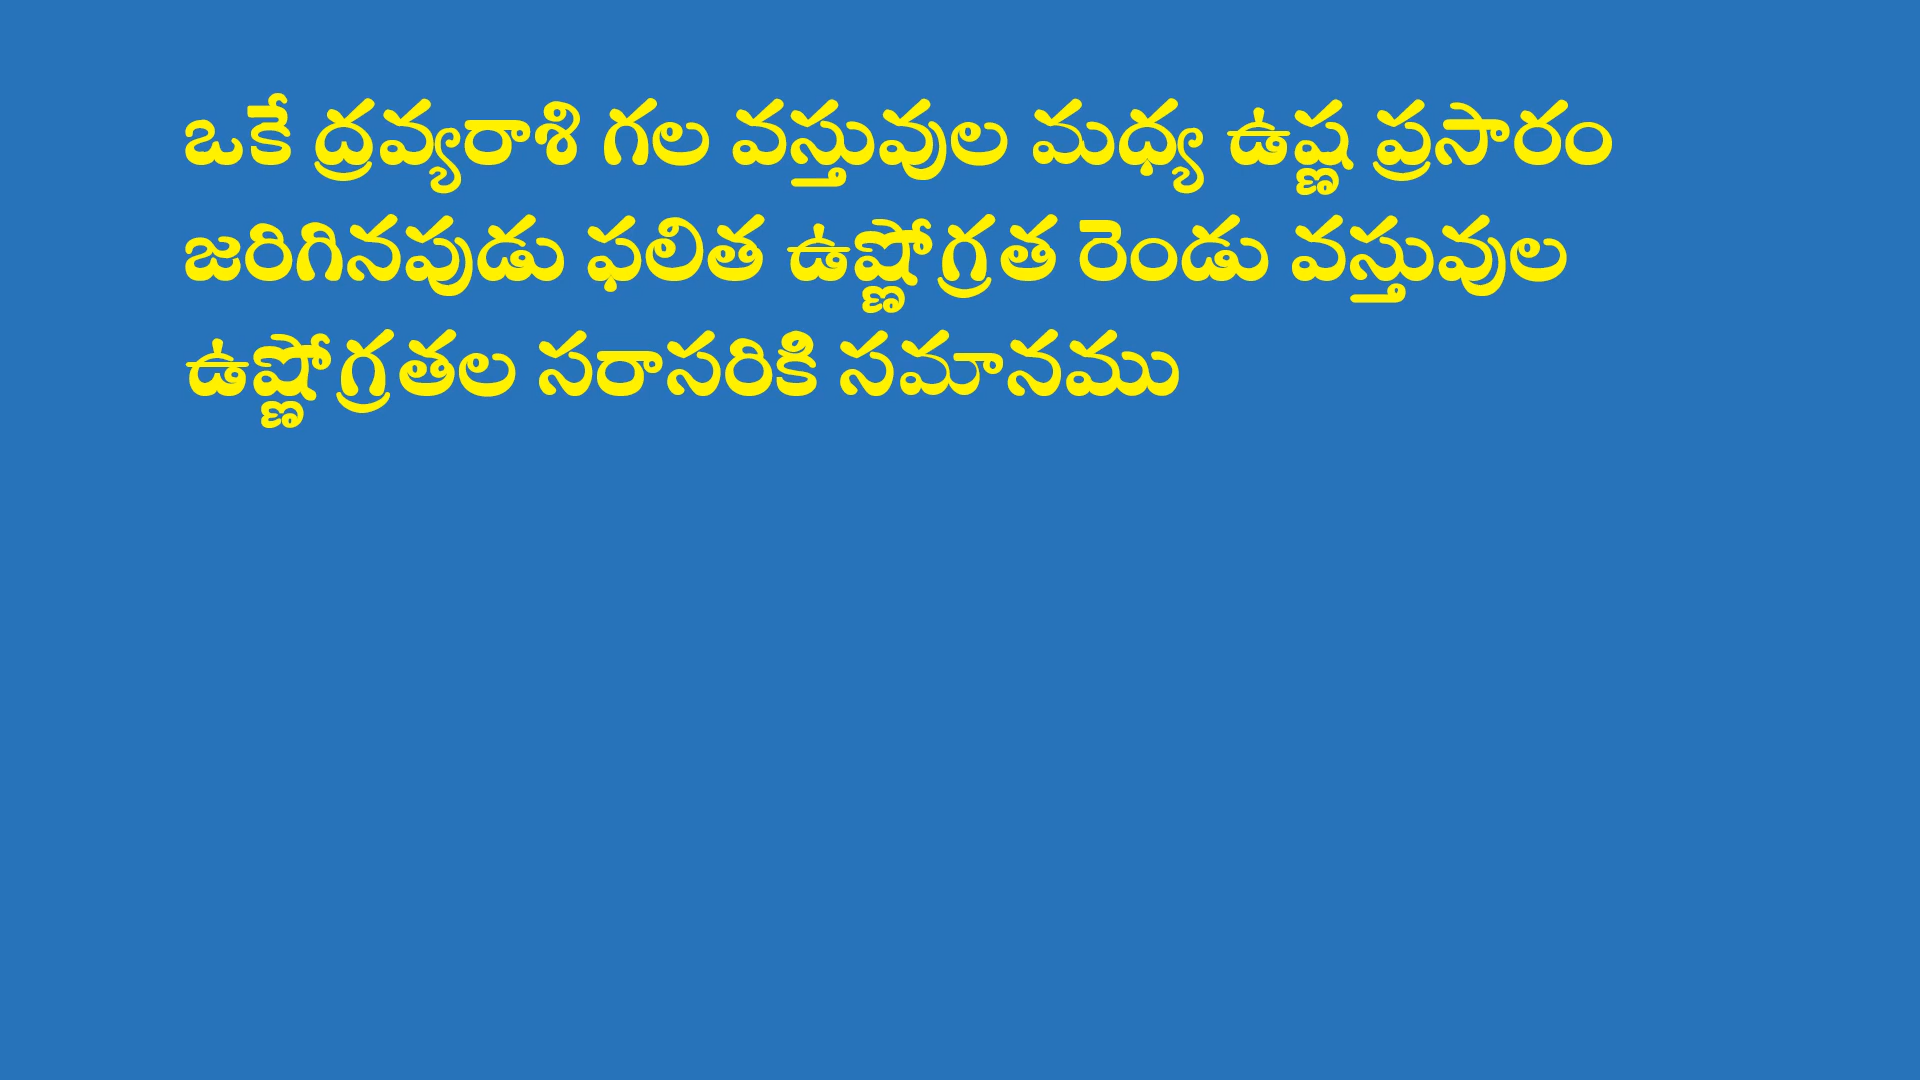 ఒకే ద్రవ్యరాశి గల వస్తువుల మధ్య ఉష్ణ ప్రసారం
జరిగినపుడు ఫలిత ఉష్ణోగ్రత రెండు వస్తువుల
ఉష్ణోగ్రతల సరాసరికి సమానము